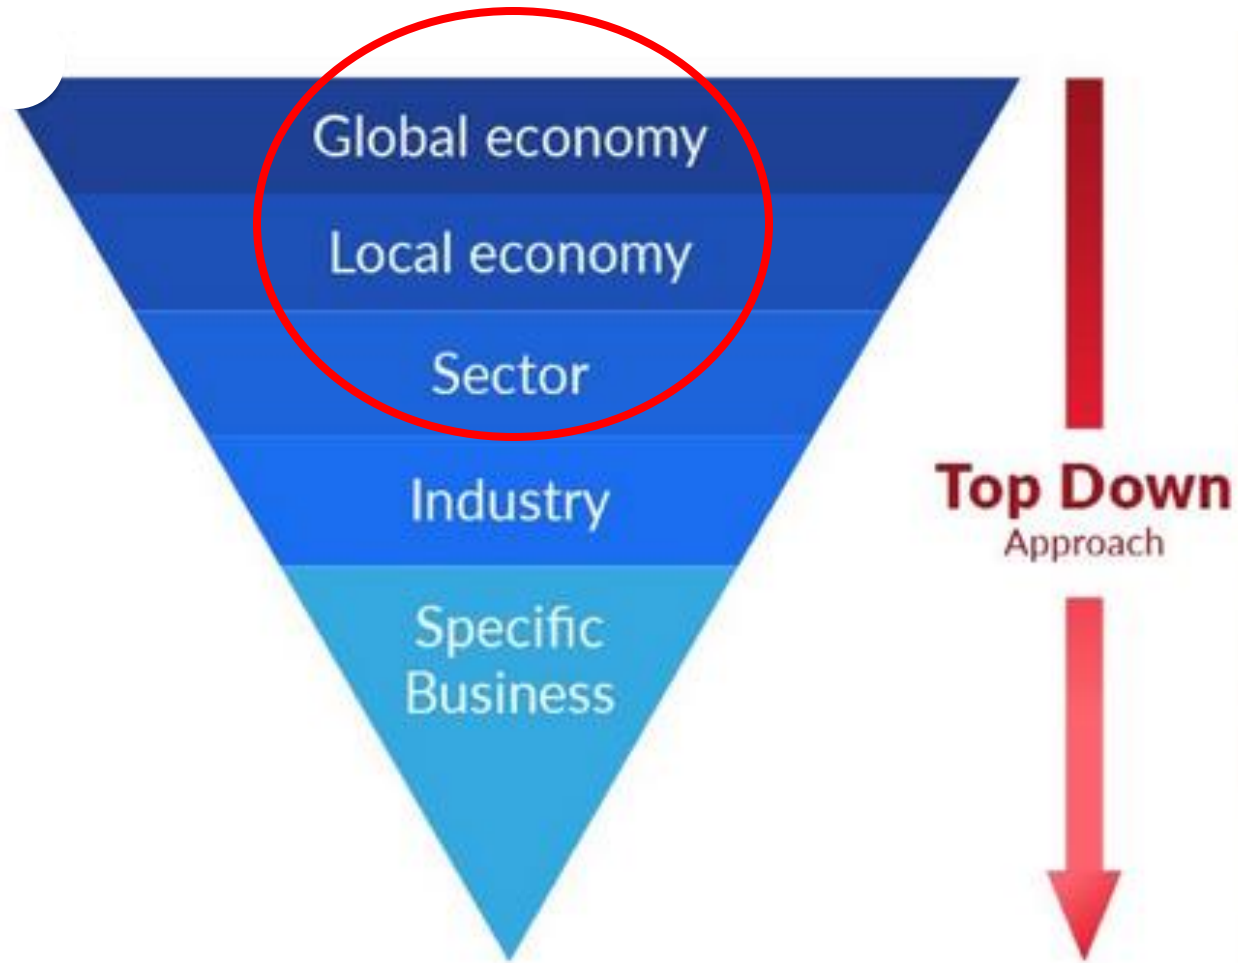 Global economy
Local economy
Sector
Industry
Specific
Business
Top Down
Approach